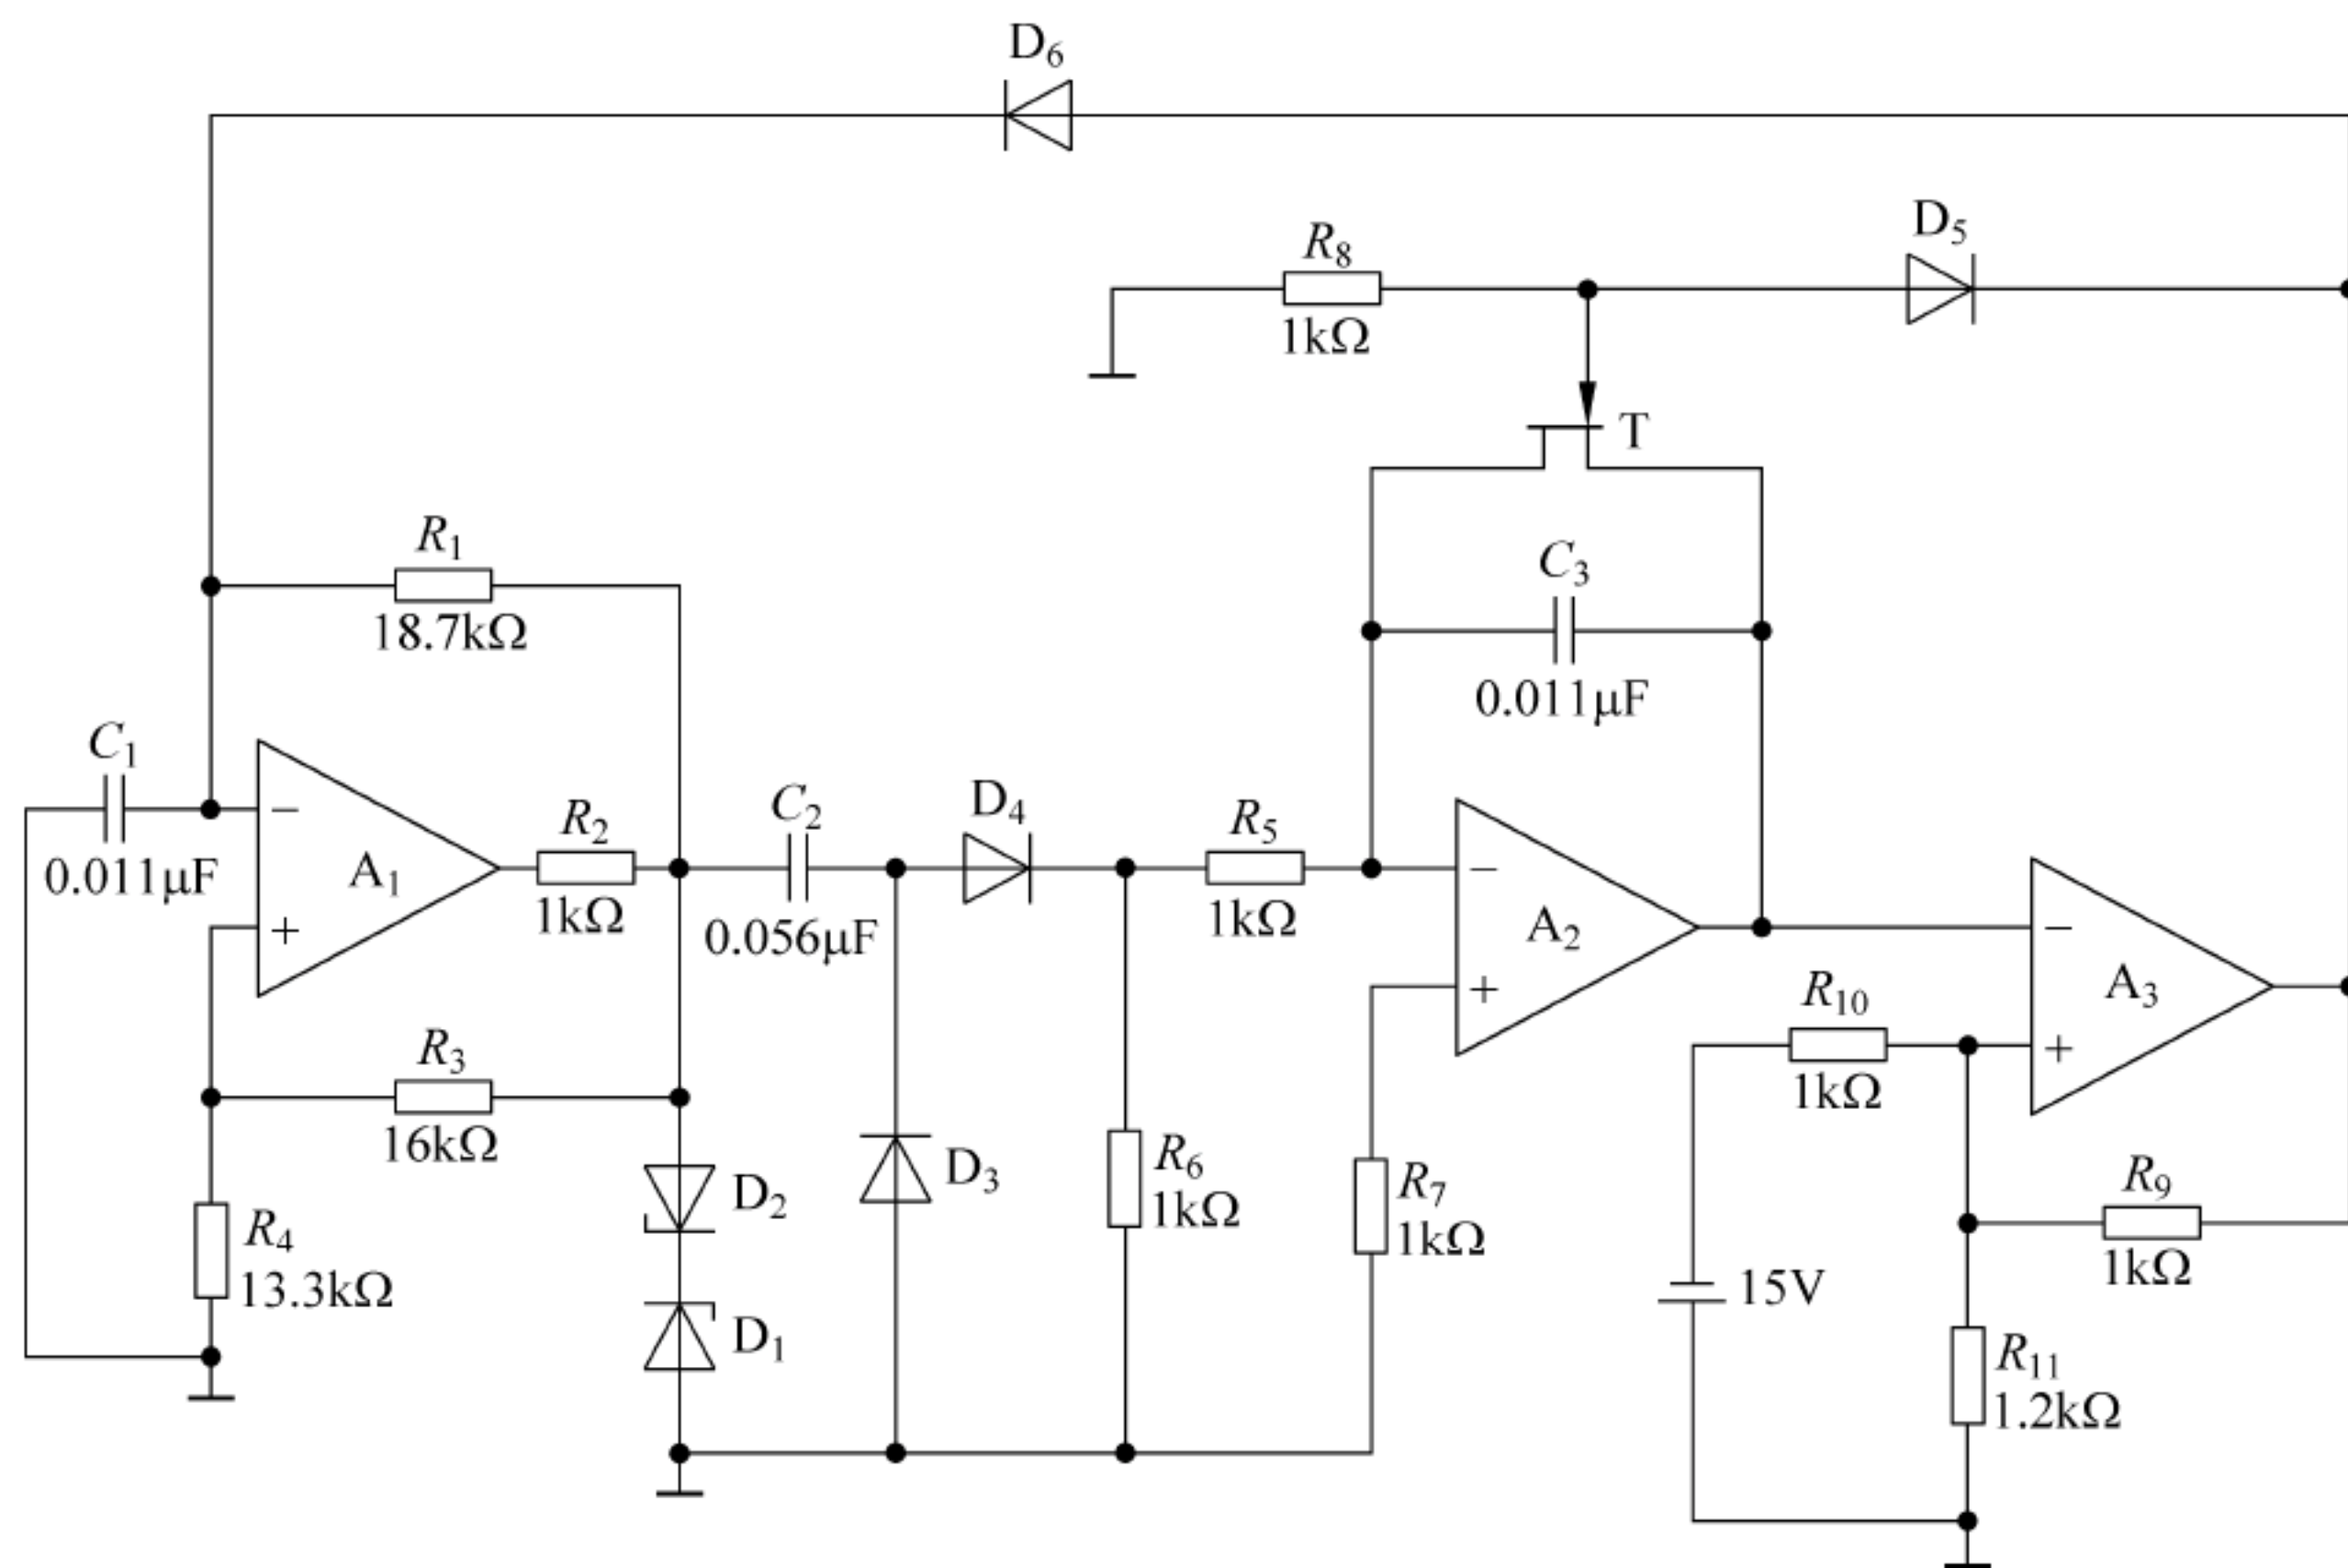 D6
D5
R8
1kΩ
T
R1
18.7kΩ
C3
0.011μF
C1
0.011μF
−
A1
+
R2
1kΩ
C2
0.056μF
D4
R5
1kΩ
−
A2
+
−
A3
+
R10
1kΩ
R3
16kΩ
D2
D3
R6
1kΩ
R7
1kΩ
R9
1kΩ
R4
13.3kΩ
15V
D1
R11
1.2kΩ